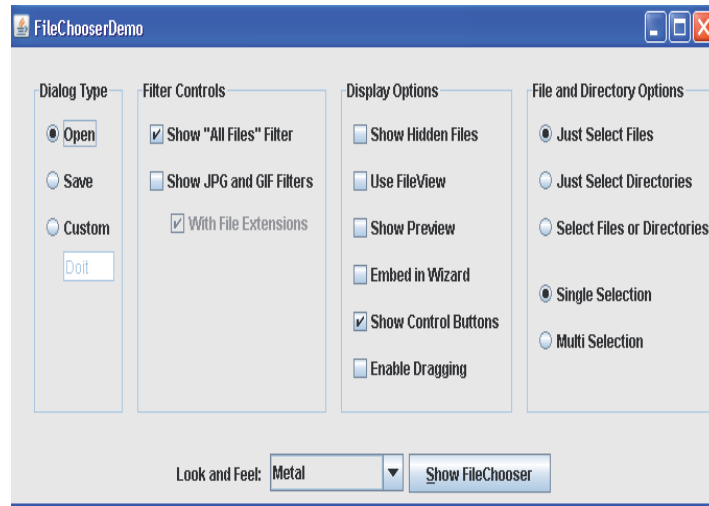 FileChooserDemo
Dialog Type
Open
Save
Custom
Doit
Filter Controls
Show "All Files" Filter
Show JPG and GIF Filters
With File Extensions
Display Options
Show Hidden Files
Use FileView
Show Preview
Embed in Wizard
Show Control Buttons
Enable Dragging
File and Directory Options
Just Select Files
Just Select Directories
Select Files or Directories
Single Selection
Multi Selection
Look and Feel: Metal
Show FileChooser